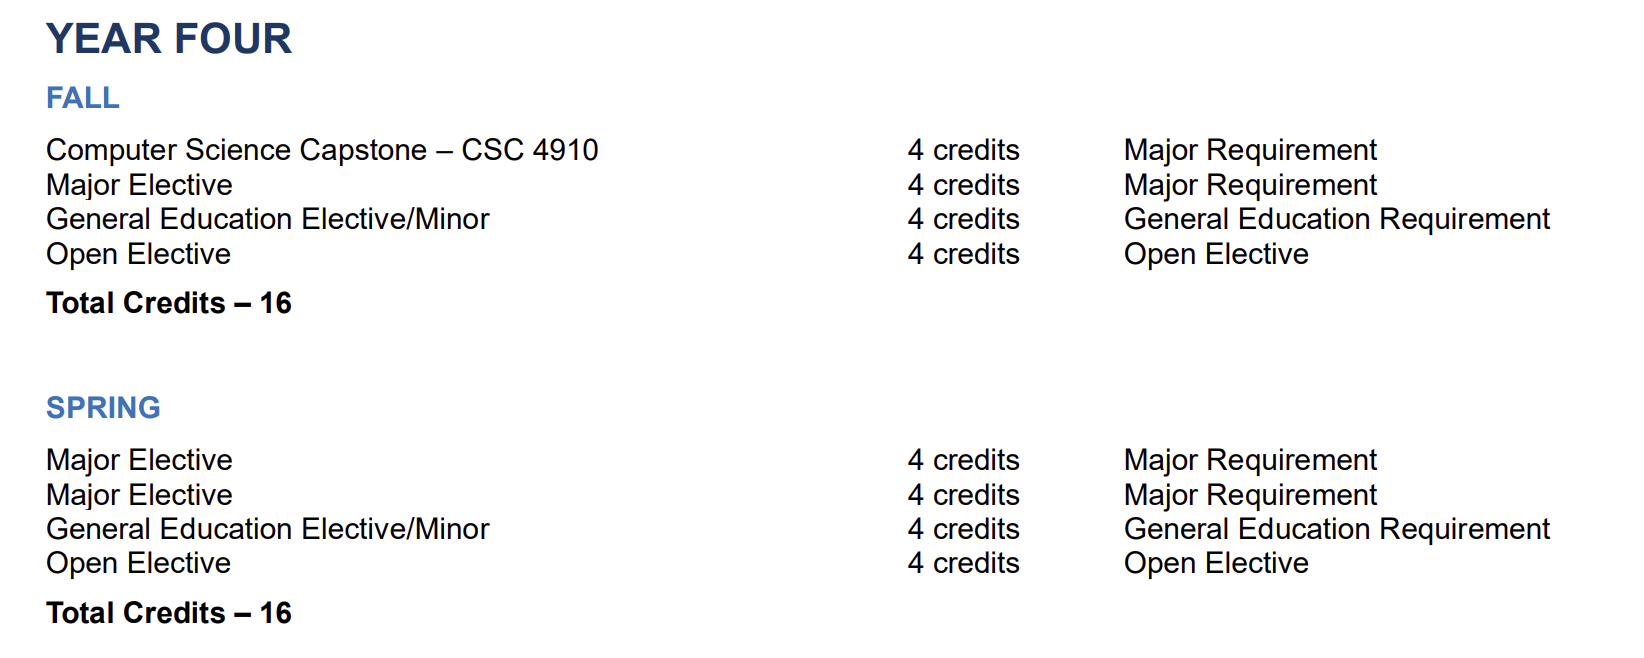 YEAR FOUR
FALL
Computer Science Capstone – CSC 4910 4 credits Major Requirement
Major Elective 4 credits Major Requirement
General Education Elective/Minor 4 credits General Education Requirement
Open Elective 4 credits Open Elective
Total Credits – 16
SPRING
Major Elective 4 credits Major Requirement
Major Elective 4 credits Major Requirement
General Education Elective/Minor 4 credits General Education Requirement
Open Elective 4 credits Open Elective
Total Credits – 16